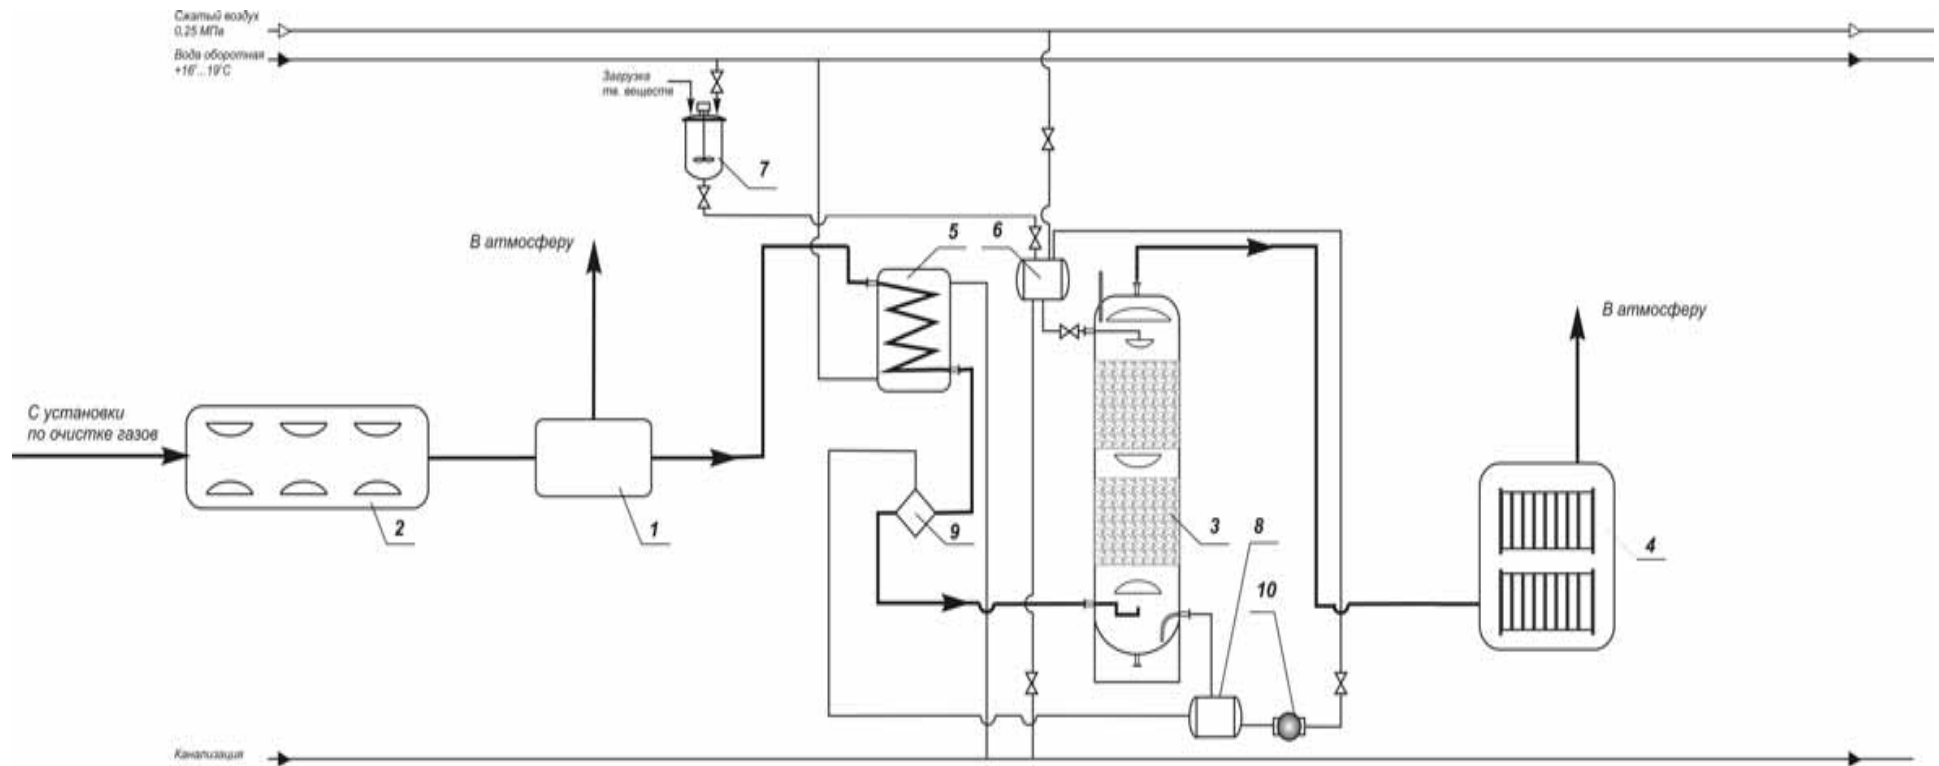 Сжатый воздух
0,25 МПа
Вода оборотная
+16°...19°С
Загрузка
тв. веществ
7
В атмосферу
5
6
В атмосферу
С установки
по очистке газов
2
1
9
3
8
4
10
Канализация